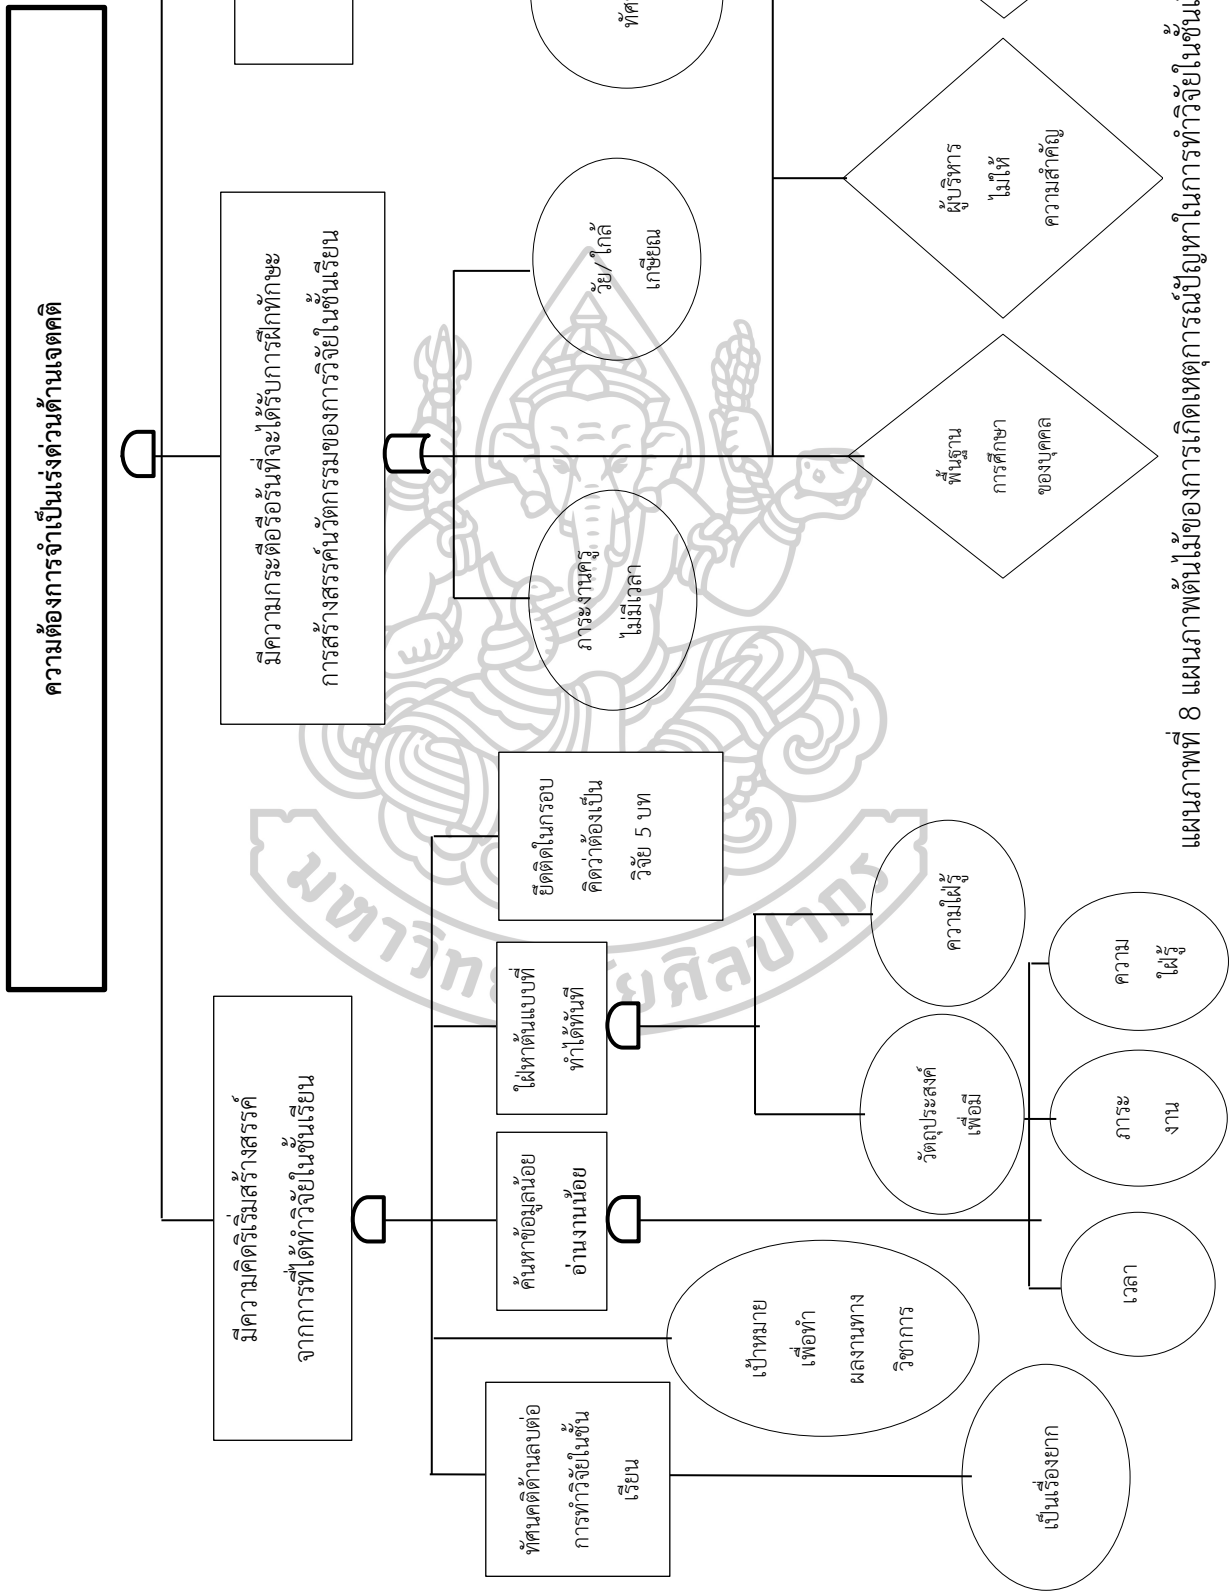 ความต้องการจำเป็นเร่งด่วนด้านเจตคติ
มีความคิดริเริ่มสร้างสรรค์
จากการที่ได้ทำวิจัยในชั้นเรียน
มีความกระตือรือร้นที่จะได้รับการฝึกทักษะ
การสร้างสรรค์นวัตกรรมของการวิจัยในชั้นเรียน
ทัศนคติด้านลบต่อ
การทำวิจัยในชั้น
เรียน
ค้นหาข้อมูลน้อย
อ่านงานน้อย
ใฝ่หาต้นแบบที่
ทำได้ทันที
ยึดติดในกรอบ
คิดว่าต้องเป็น
วิจัย 5 บท
ภาระงานครู
ไม่มีเวลา
วัย/ ใกล้
เกษียณ
ทัศ
เป้าหมาย
เพื่อทำ
ผลงานทาง
วิชาการ
วัตถุประสงค์
เพื่อมี
ความใฝ่รู้
พื้นฐาน
การศึกษา
ของบุคคล
ผู้บริหาร
ไม่ให้
ความสำคัญ
เป็นเรื่องยาก
เวลา
ภาระ
งาน
ความ
ใฝ่รู้
แผนภาพที่ 8 แผนภาพต้นไม้ของการเกิดเหตุการณ์ปัญหาในการทำวิจัยในชั้น